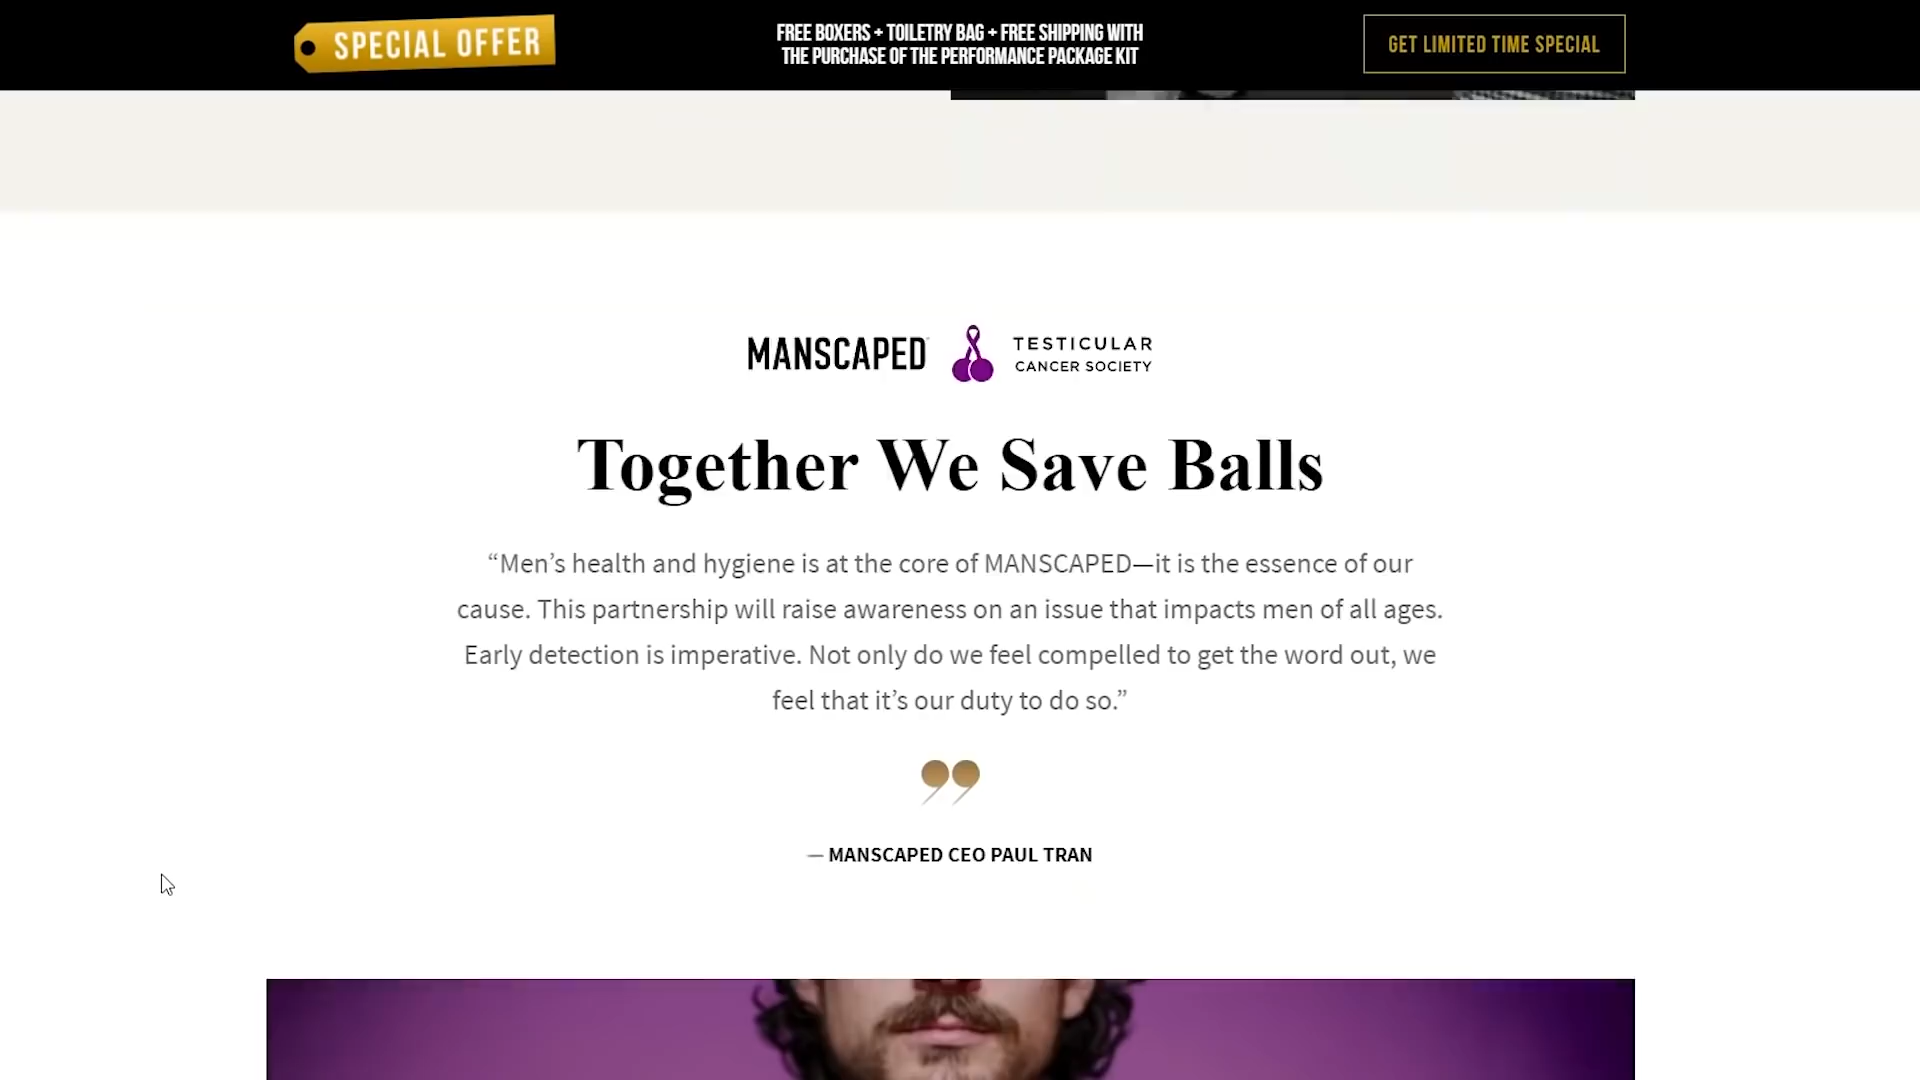 SPECIAL OFFER
FREE BOXERS + TOILETRY BAG + FREE SHIPPING WITH
THE PURCHASE OF THE PERFORMANCE PACKAGE KIT
GET LIMITED TIME SPECIAL
MANSCAPED
TESTICULAR
CANCER SOCIETY
Together We Save Balls
“Men’s health and hygiene is at the core of MANSCAPED—it is the essence of our
cause. This partnership will raise awareness on an issue that impacts men of all ages.
Early detection is imperative. Not only do we feel compelled to get the word out, we
feel that it’s our duty to do so.”
”
— MANSCAPED CEO PAUL TRAN